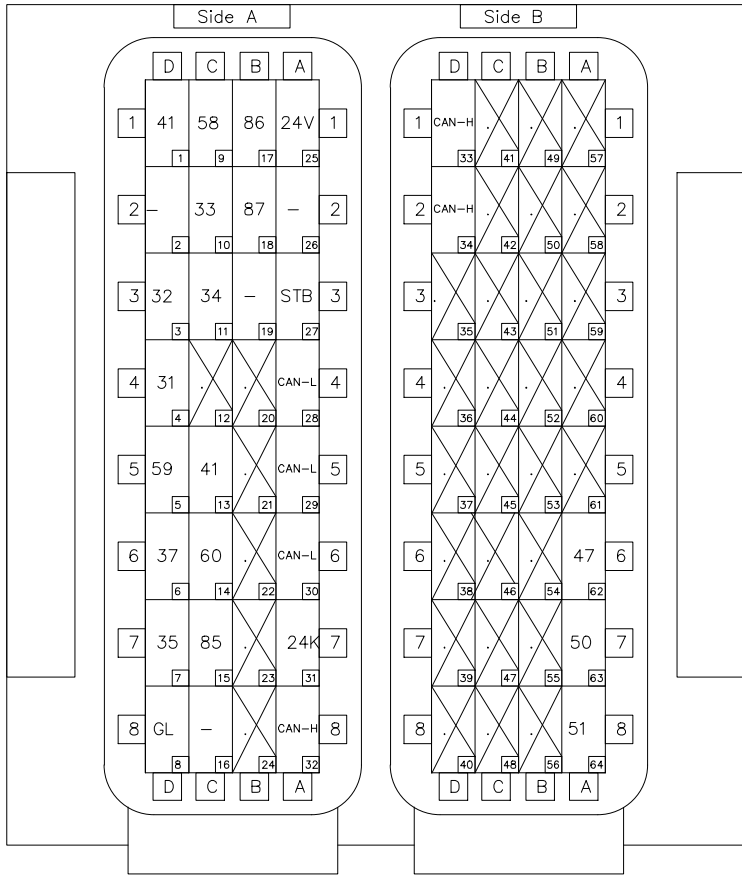 Side A Side B
D C B A D C B A
1 41 58 86 24V 1 1 CAN-H . . . 1
1 9 17 25 33 41 49 57
2 - 33 87 - 2 2 CAN-H . . . 2
2 10 18 26 34 42 50 58
3 32 34 - STB 3 3 . . . . 3
3 11 19 27 35 43 51 59
4 31 . . CAN-L 4 4 . . . . 4
4 12 20 28 36 44 52 60
5 59 41 . CAN-L 5 5 . . . . 5
5 13 21 29 37 45 53 61
6 37 60 . CAN-L 6 6 . . . 47 6
6 14 22 30 38 46 54 62
7 35 85 . 24K 7 7 . . . 50 7
7 15 23 31 39 47 55 63
8 GL - . CAN-H 8 8 . . . 51 8
8 16 24 32 40 48 56 64
D C B A D C B A